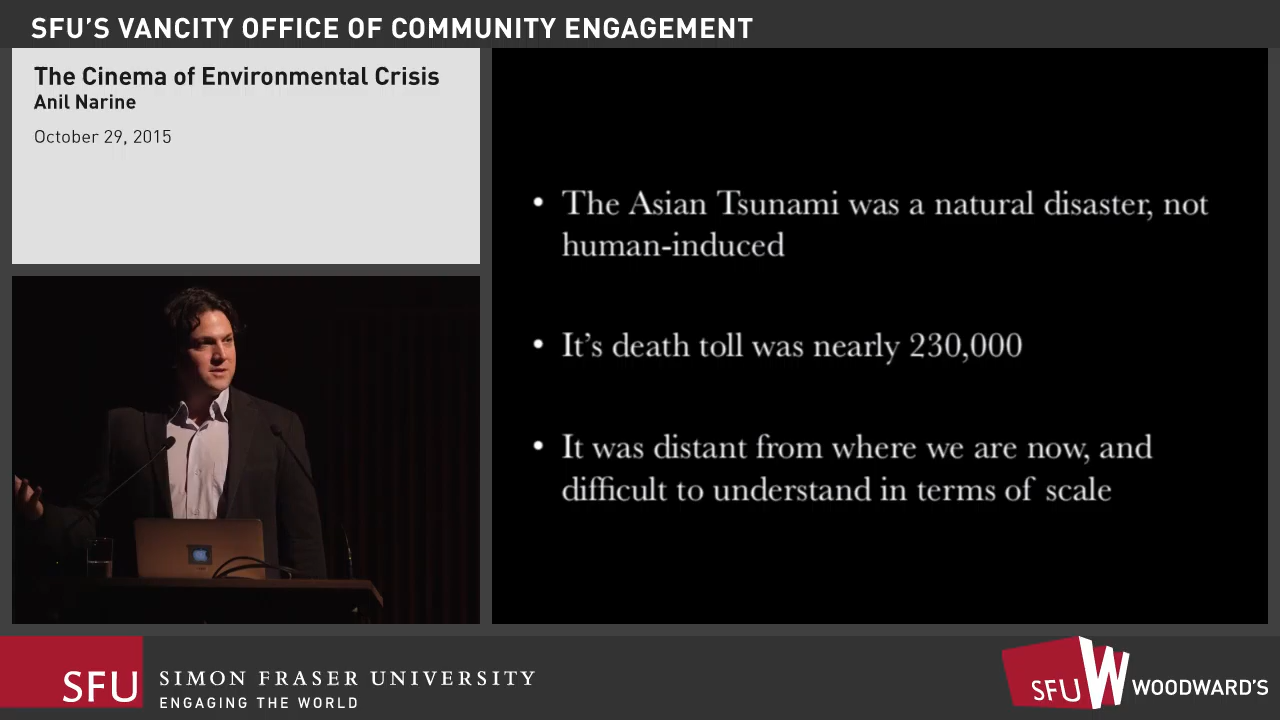 SFU'S VANCITY OFFICE OF COMMUNITY ENGAGEMENT
The Cinema of Environmental Crisis
Anil Narine
October 29, 2015
• The Asian Tsunami was a natural disaster, not
human-induced
• It's death toll was nearly 230,000
• It was distant from where we are now, and
difficult to understand in terms of scale
SFU
SIMON FRASER UNIVERSITY
ENGAGING THE WORLD
SFU W WOODWARD'S